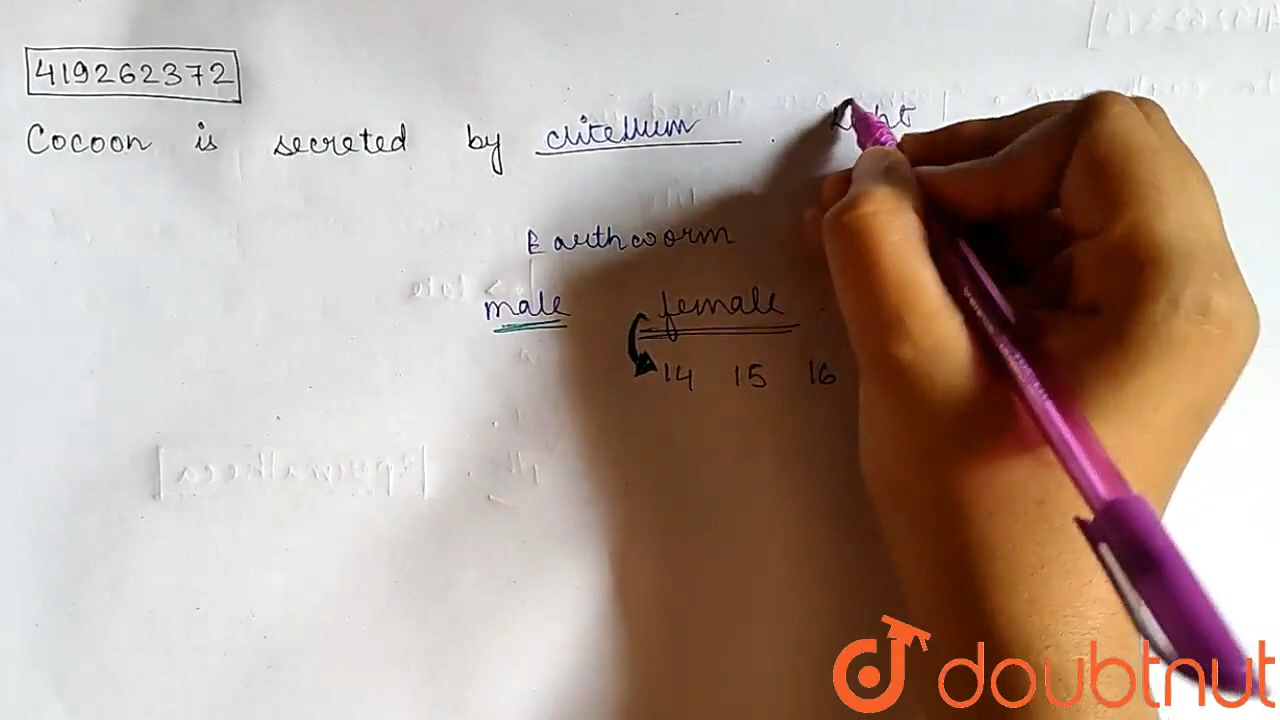 419262372
Cocoon is secreted by clitellum .
Earthworm
male female
14 15 16
doubtnut